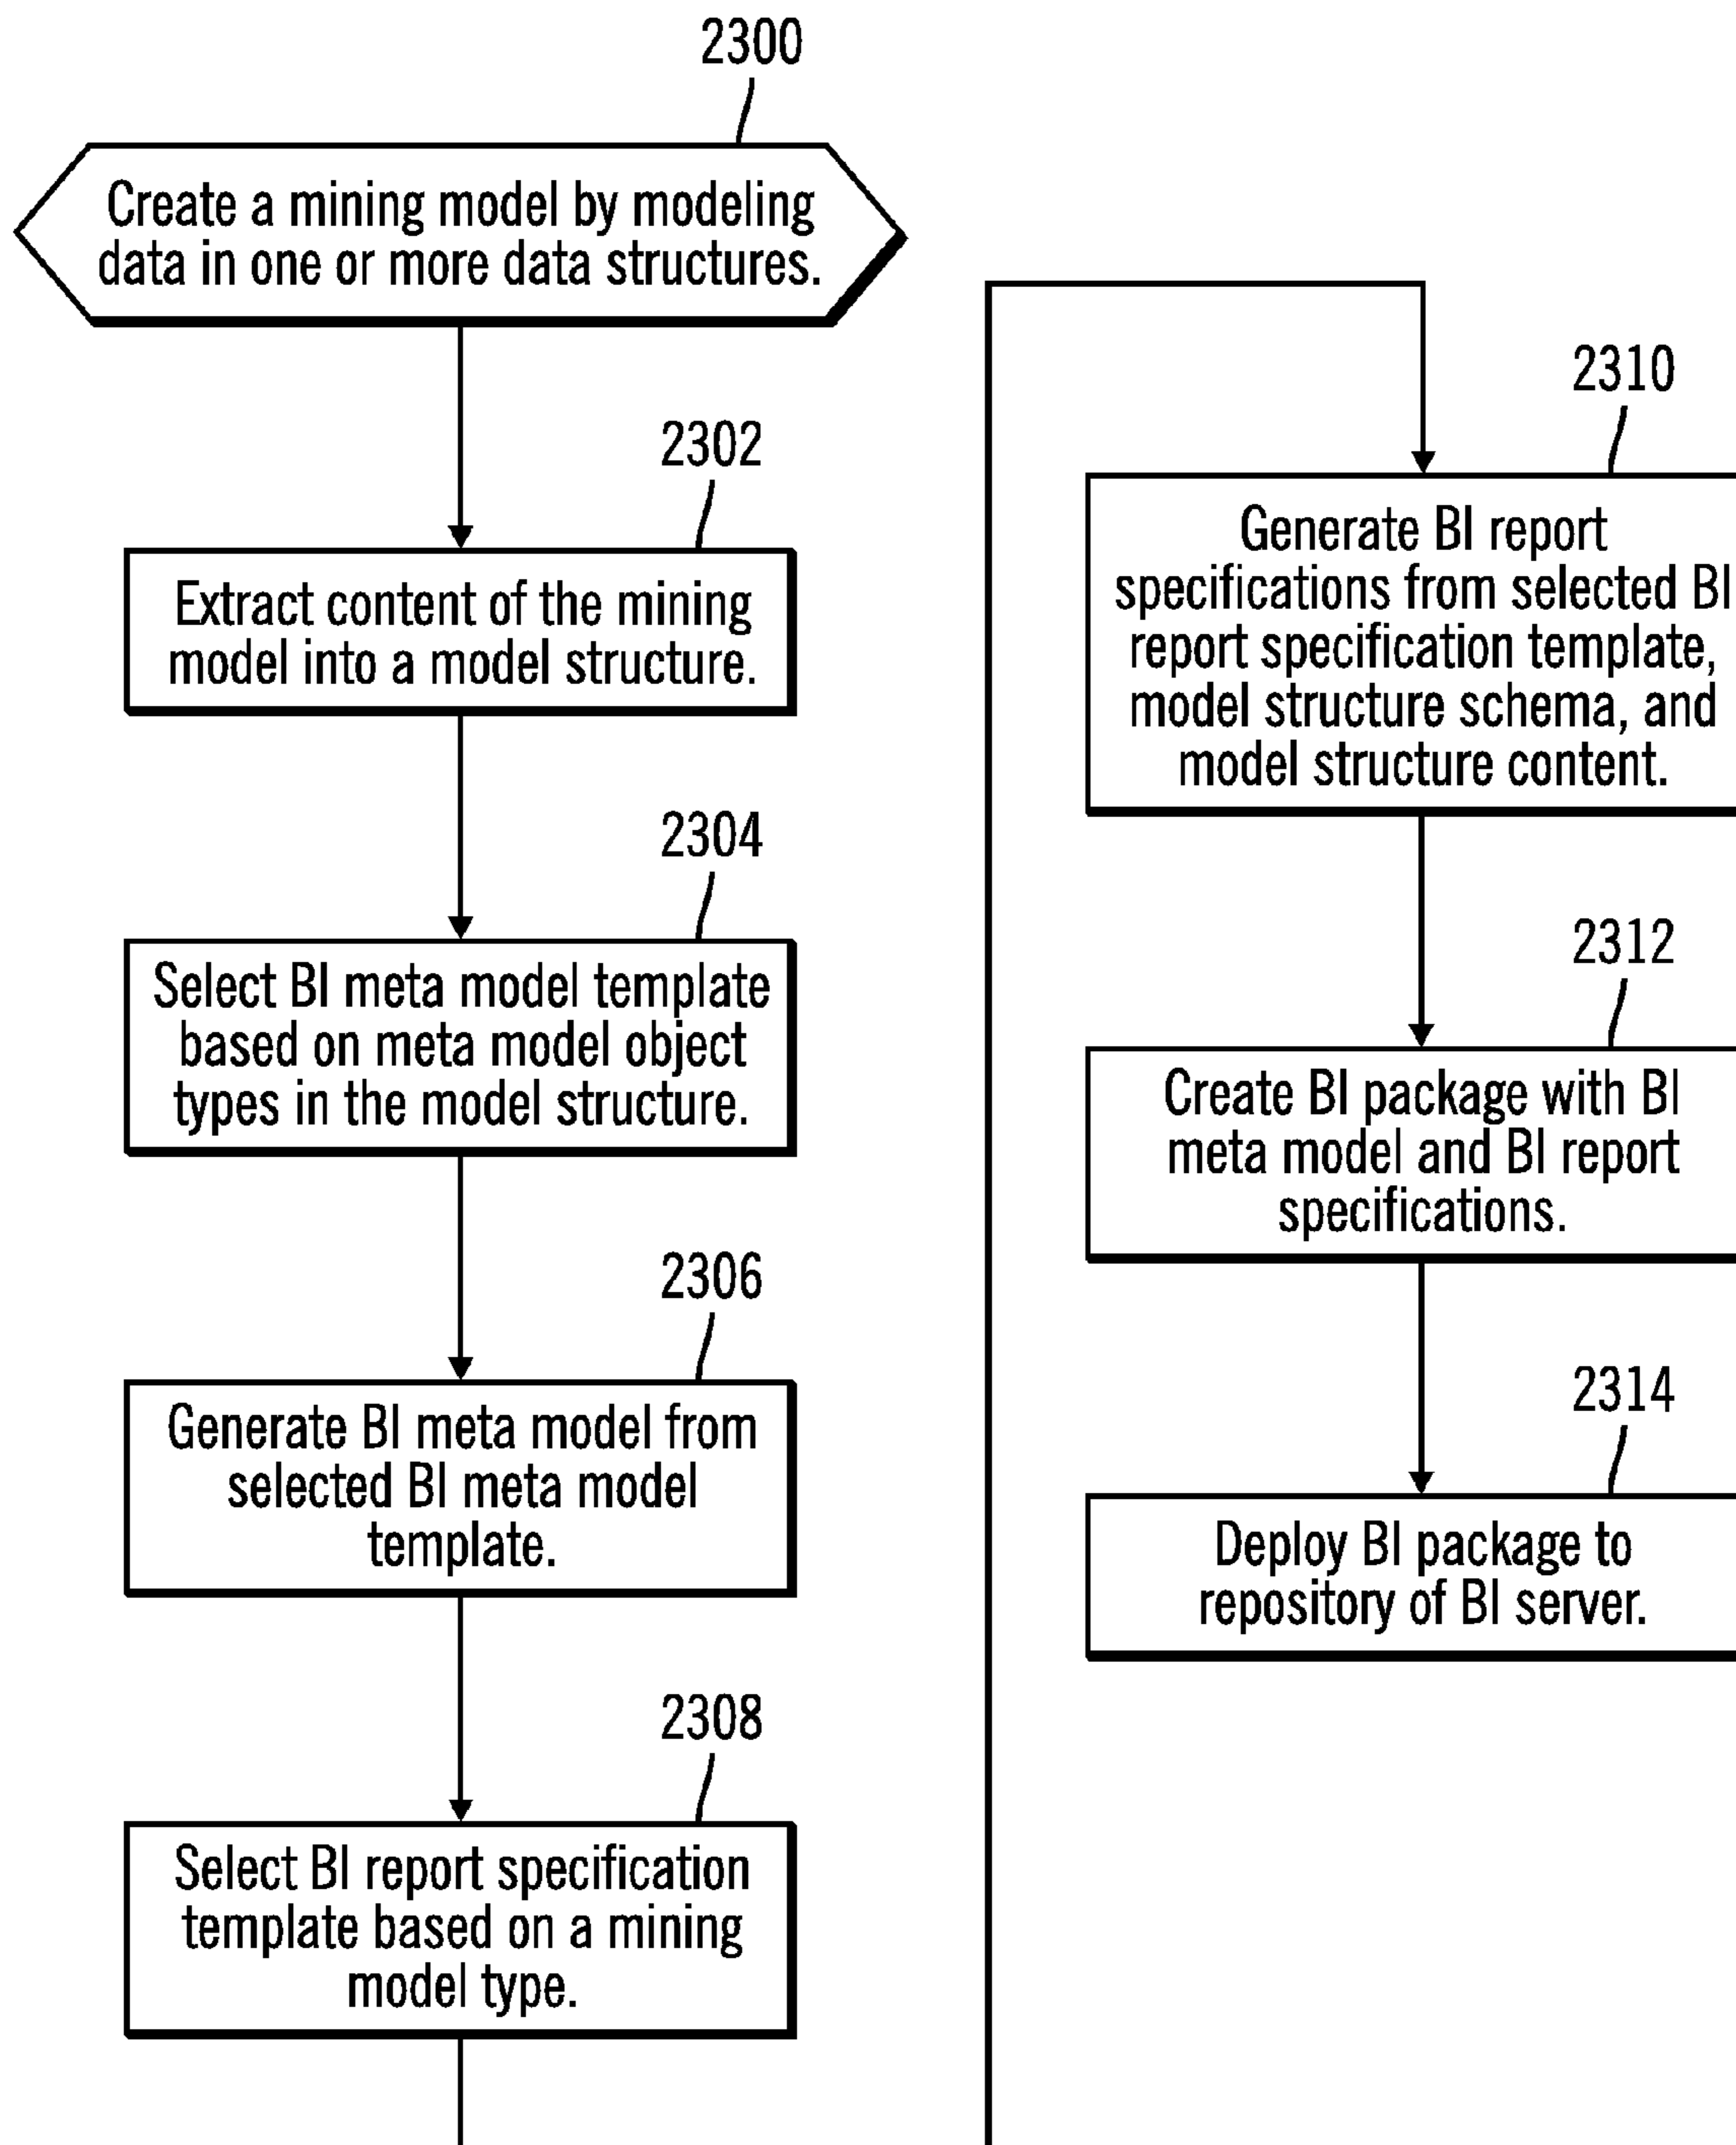 2300
Create a mining model by modeling
data in one or more data structures.
2302
Extract content of the mining
model into a model structure.
2304
Select BI meta model template
based on meta model object
types in the model structure.
2306
Generate BI meta model from
selected BI meta model
template.
2308
Select BI report specification
template based on a mining
model type.
2310
Generate BI report
specifications from selected BI
report specification template,
model structure schema, and
model structure content.
2312
Create BI package with BI
meta model and BI report
specifications.
2314
Deploy BI package to
repository of BI server.